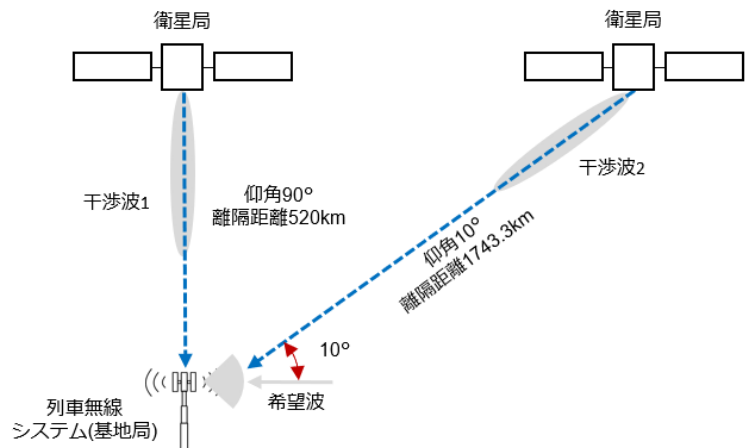 衛星局
衛星局
干渉波1
仰角90°
離隔距離520km
干渉波2
仰角10°
離隔距離1743.3km
10°
希望波
列車無線
システム(基地局)